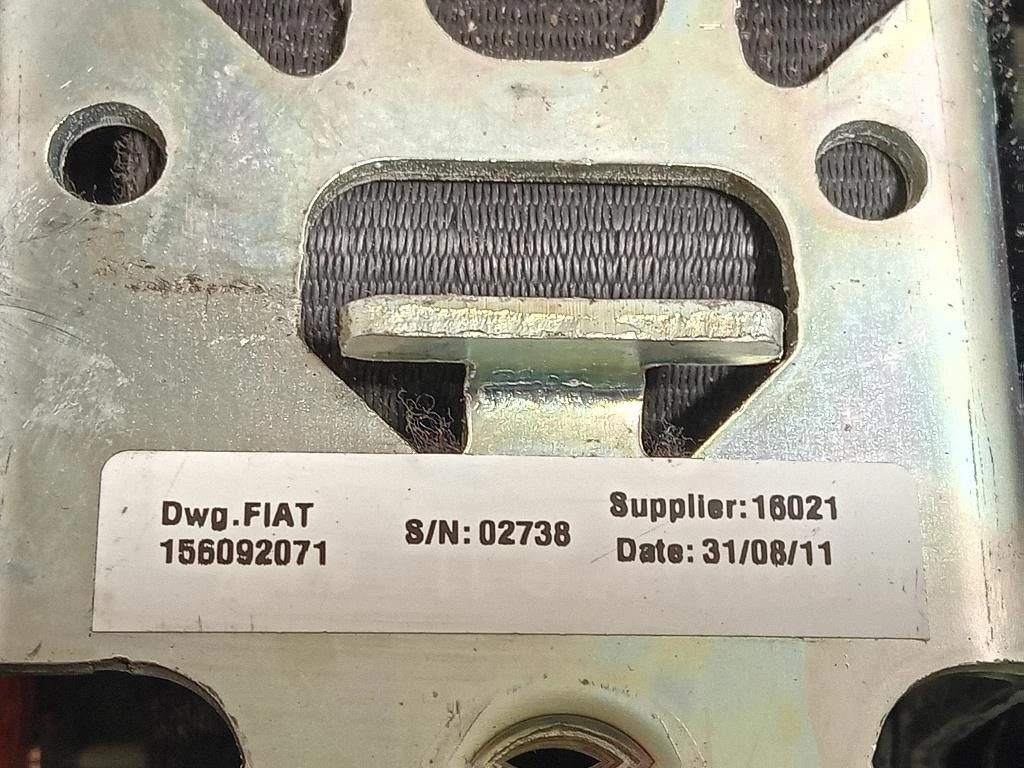 Dwg.FIAT
156092071
S/N: 02738
Supplier:16021
Date: 31/08/11